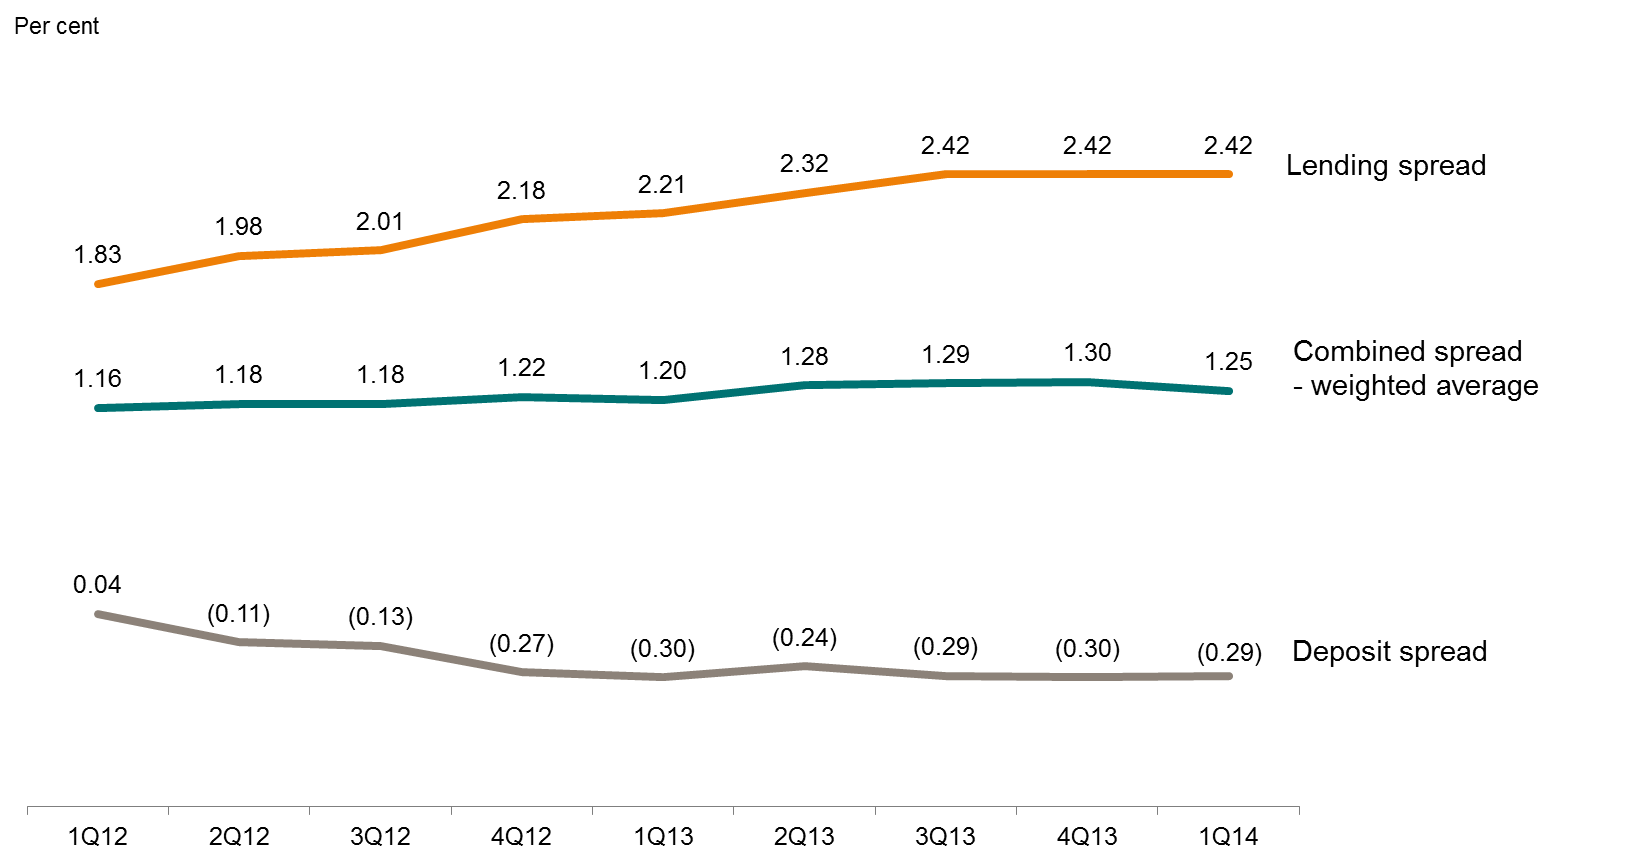 Per cent
1.83 1.98 2.01 2.18 2.21 2.32 2.42 2.42 2.42
Lending spread
1.16 1.18 1.18 1.22 1.20 1.28 1.29 1.30 1.25
Combined spread
- weighted average
0.04 (0.11) (0.13) (0.27) (0.30) (0.24) (0.29) (0.30) (0.29)
Deposit spread
1Q12 2Q12 3Q12 4Q12 1Q13 2Q13 3Q13 4Q13 1Q14